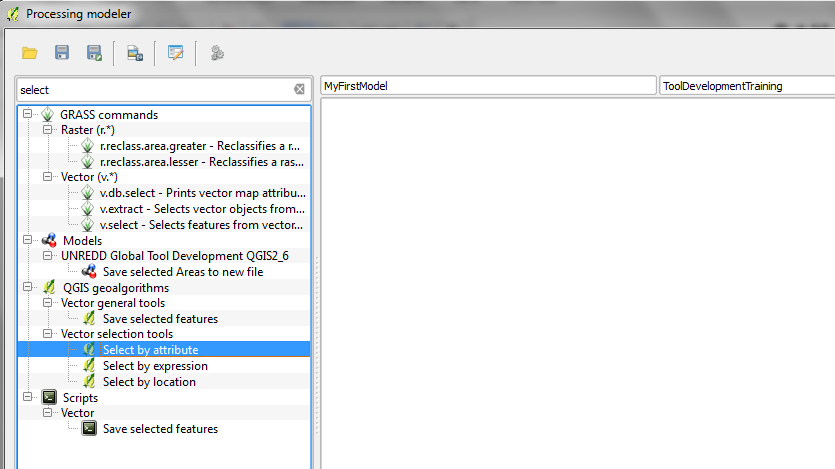 Processing modeler
select
MyFirstModel
ToolDevelopmentTraining
GRASS commands
Raster (r.*)
r.reclass.area.greater - Reclassifies a r...
r.reclass.area.lesser - Reclassifies a ras...
Vector (v.*)
v.db.select - Prints vector map attribu...
v.extract - Selects vector objects from...
v.select - Selects features from vector...
Models
UNREDD Global Tool Development QGIS2_6
Save selected Areas to new file
QGIS geoalgorithms
Vector general tools
Save selected features
Vector selection tools
Select by attribute
Select by expression
Select by location
Scripts
Vector
Save selected features